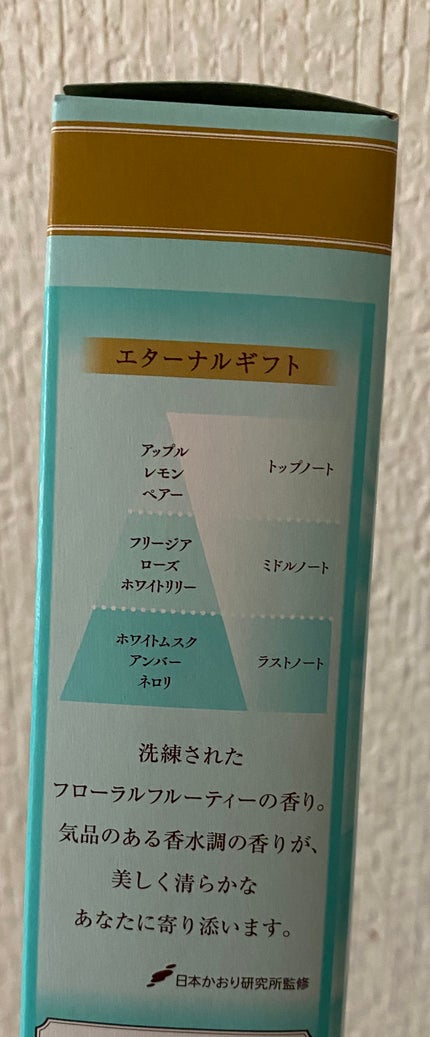 エターナルギフト
アップル
レモン
ペアー
トップノート
フリージア
ローズ
ホワイトリリー
ミドルノート
ホワイトムスク
アンバー
ネロリ
ラストノート
洗練された
フローラルフルーティーの香り。
気品のある香水調の香りが、
美しく清らかな
あなたに寄り添います。
日本かおり研究所監修